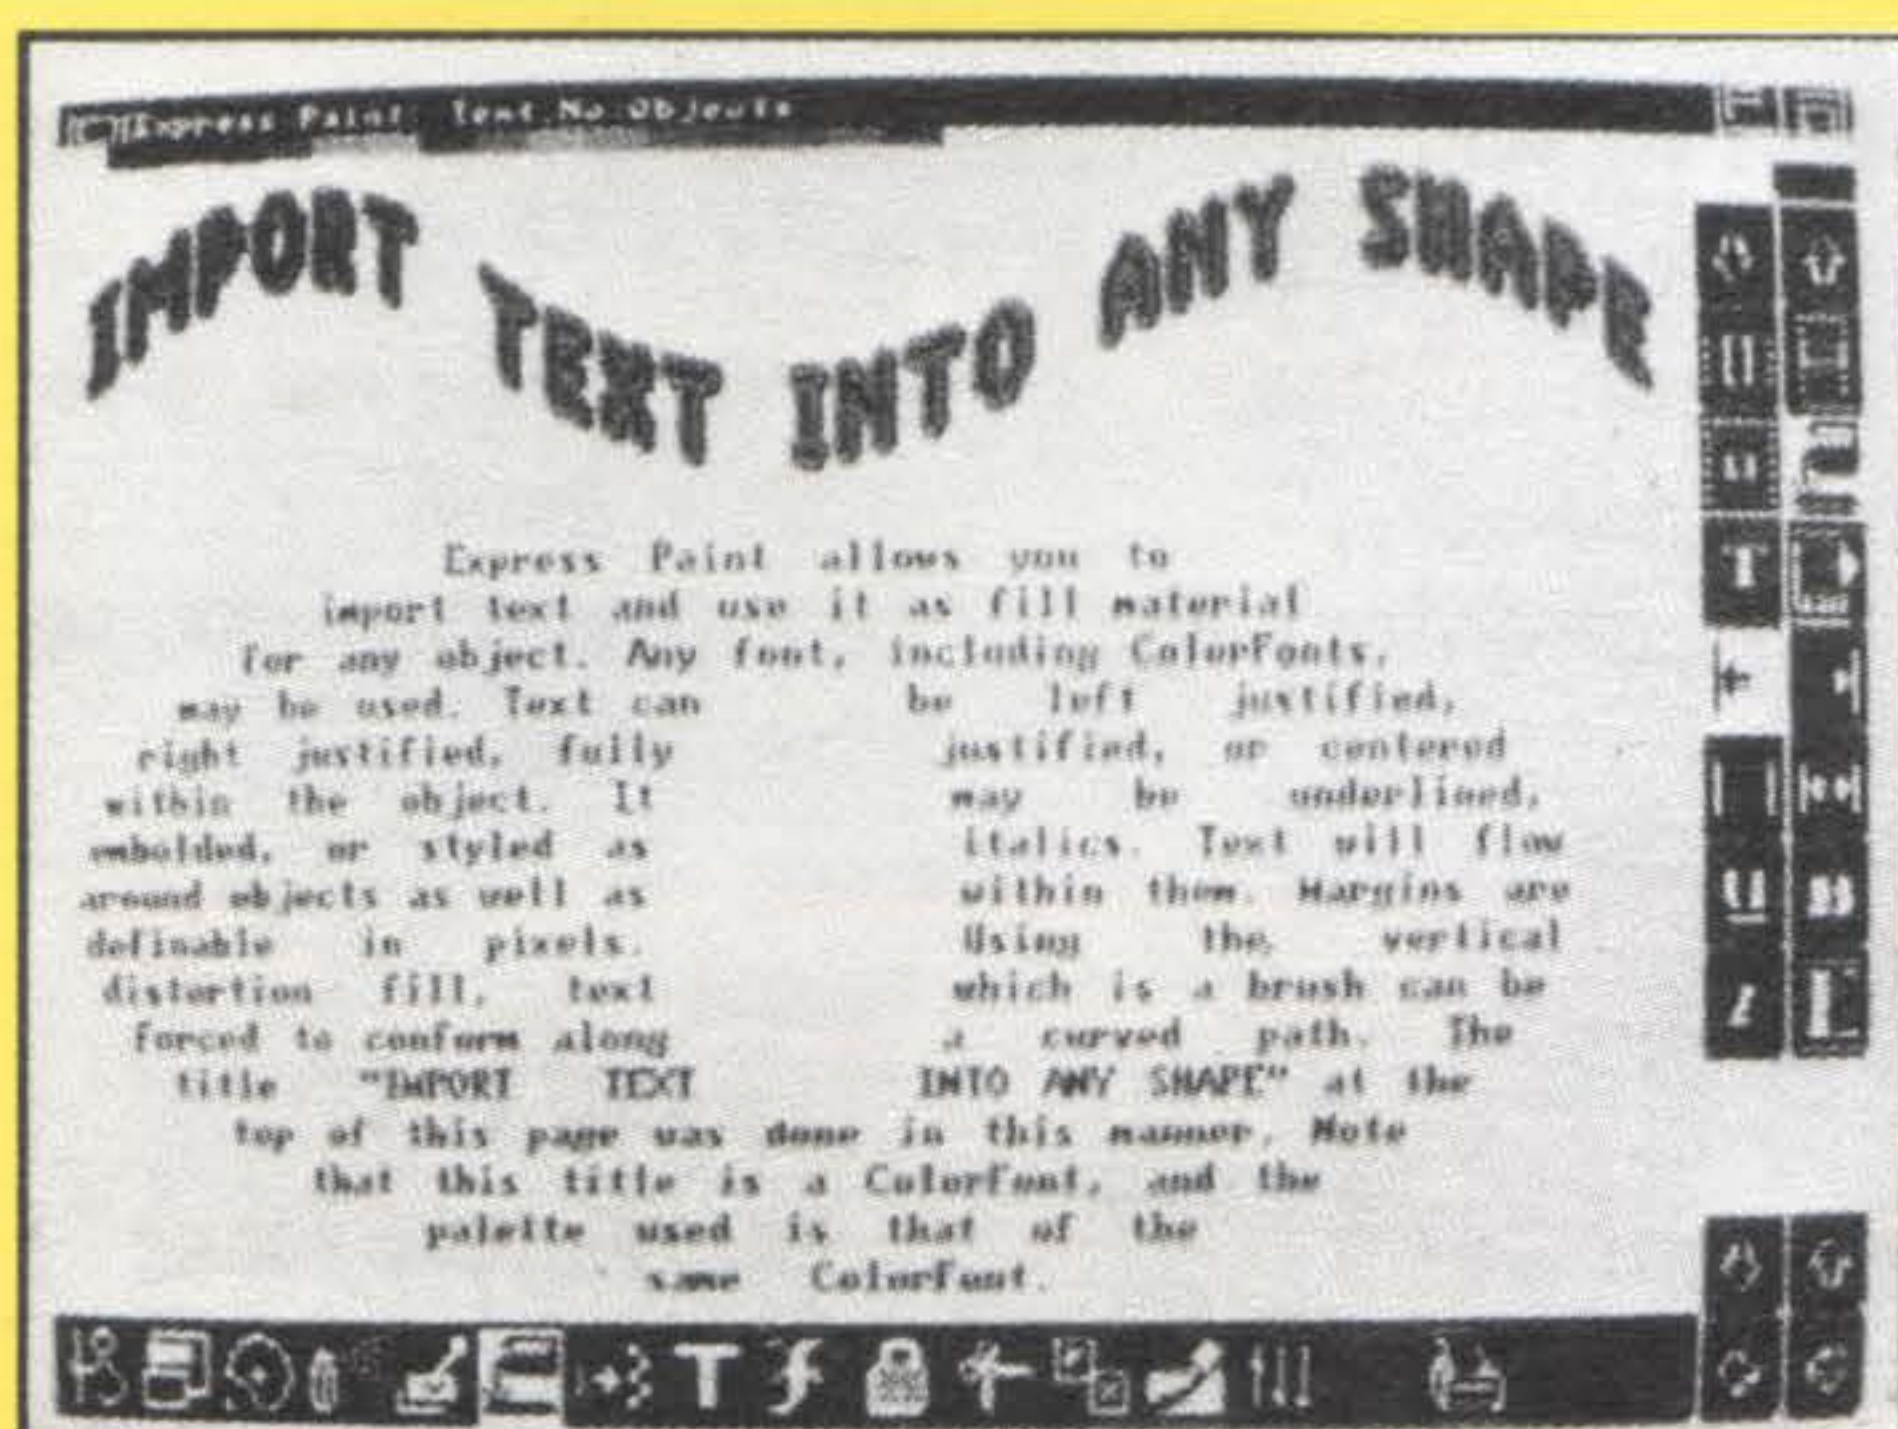 Express Paint Text No Objects
IMPORT TEXT INTO ANY SHAPE
Express Paint allows you to
import text and use it as fill material
for any object. Any font, including ColorFonts,
may be used. Text can be left justified,
right justified, fully justified, or centered
within the object. It may be underlined,
embolded, or styled as italics. Text will flow
around objects as well as within them. Margins are
definable in pixels. Using the vertical
distortion fill, text which is a brush can be
forced to conform along a curved path. The
title "IMPORT TEXT INTO ANY SHAPE" at the
top of this page was done in this manner. Note
that this title is a ColorFont, and the
palette used is that of the
same ColorFont.
T
U B
I L
T f